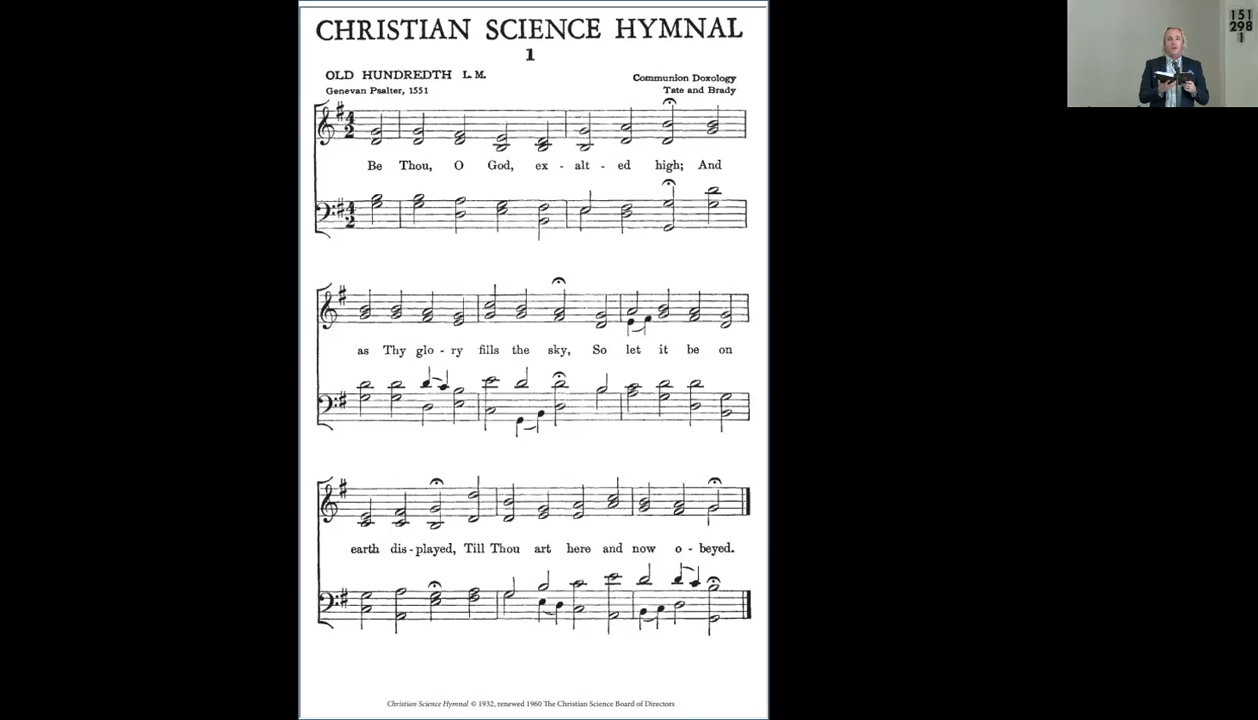 CHRISTIAN SCIENCE HYMNAL
1
OLD HUNDREDTH L. M.
Genevan Psalter, 1551
Communion Doxology
Tate and Brady
Be Thou, O God, ex - alt - ed high; And
as Thy glo - ry fills the sky, So let it be on
earth dis - played, Till Thou art here and now o - beyed.
Christian Science Hymnal © 1932, renewed 1960 The Christian Science Board of Directors
151
298
1